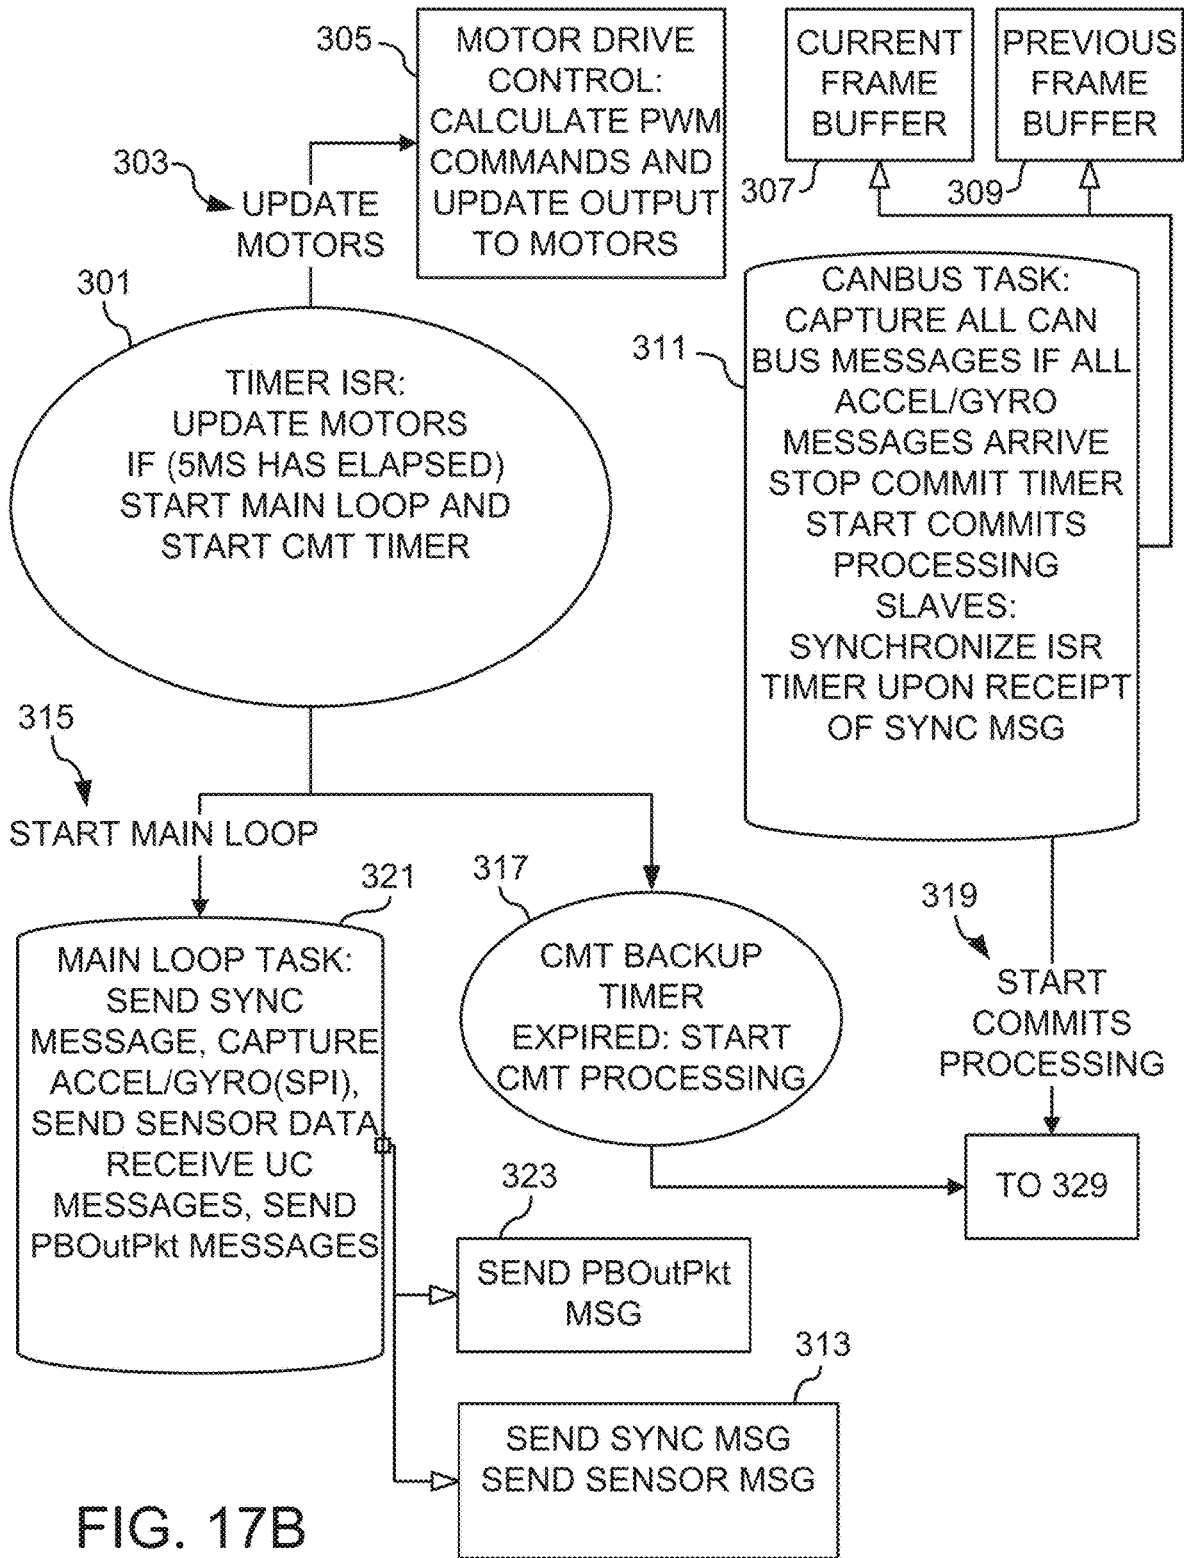 305
MOTOR DRIVE
CONTROL:
CALCULATE PWM
COMMANDS AND
UPDATE OUTPUT
TO MOTORS
CURRENT
FRAME
BUFFER
PREVIOUS
FRAME
BUFFER
303
UPDATE
MOTORS
307
309
301
TIMER ISR:
UPDATE MOTORS
IF (5MS HAS ELAPSED)
START MAIN LOOP AND
START CMT TIMER
311
CANBUS TASK:
CAPTURE ALL CAN
BUS MESSAGES IF ALL
ACCEL/GYRO
MESSAGES ARRIVE
STOP COMMIT TIMER
START COMMITS
PROCESSING
SLAVES:
SYNCHRONIZE ISR
TIMER UPON RECEIPT
OF SYNC MSG
315
START MAIN LOOP
321
MAIN LOOP TASK:
SEND SYNC
MESSAGE, CAPTURE
ACCEL/GYRO(SPI),
SEND SENSOR DATA
RECEIVE UC
MESSAGES, SEND
PBOutPkt MESSAGES
317
CMT BACKUP
TIMER
EXPIRED: START
CMT PROCESSING
319
START
COMMITS
PROCESSING
TO 329
323
SEND PBOutPkt
MSG
313
SEND SYNC MSG
SEND SENSOR MSG
FIG. 17B